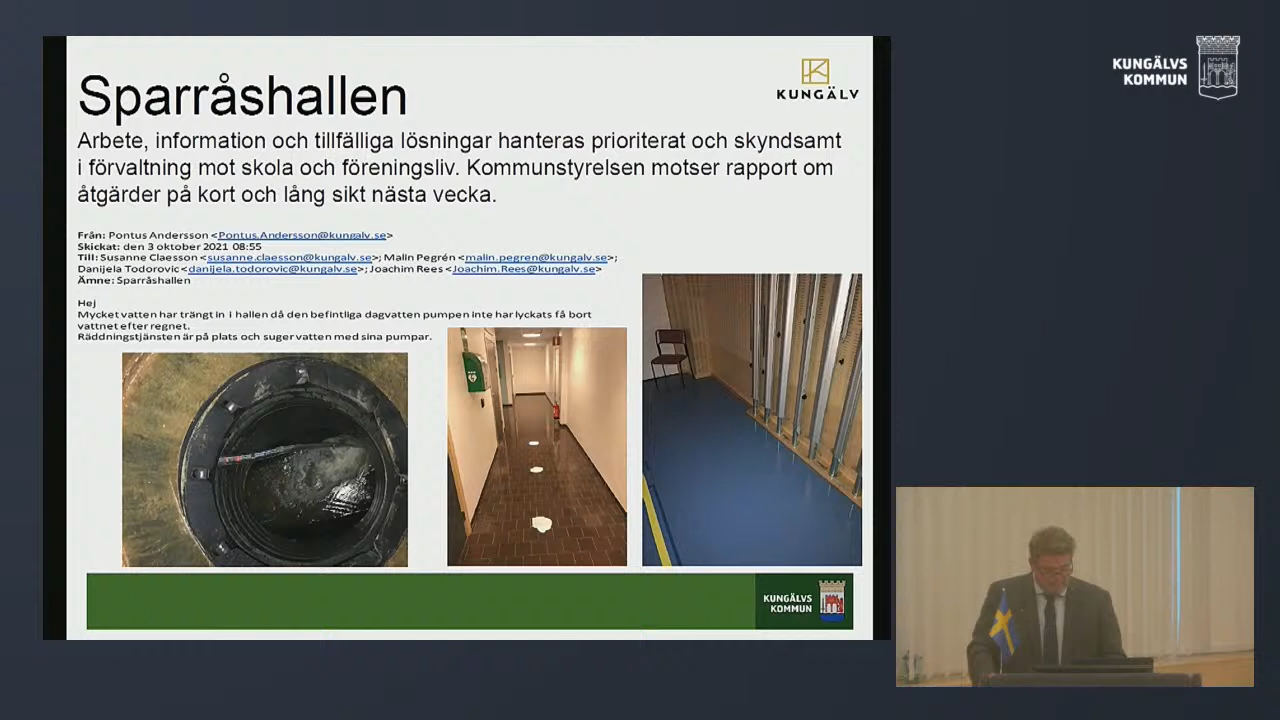 Sparråshallen
KUNGÄLV
Arbete, information och tillfälliga lösningar hanteras prioriterat och skyndsamt
i förvaltning mot skola och föreningsliv. Kommunstyrelsen motser rapport om
åtgärder på kort och lång sikt nästa vecka.
Från: Pontus Andersson <Pontus.Andersson@kungalv.se>
Skickat: den 3 oktober 2021 08:55
Till: Susanne Claesson <susanne.claesson@kungalv.se>; Malin Pegrén <malin.pegren@kungalv.se>;
Danijela Todorovic <danijela.todorovic@kungalv.se>; Joachim Rees <Joachim.Rees@kungalv.se>
Ämne: Sparråshallen
Hej
Mycket vatten har trängt in i hallen då den befintliga dagvatten pumpen inte har lyckats få bort
vattnet efter regnet.
Räddningstjänsten är på plats och suger vatten med sina pumpar.
KUNGÄLVS
KOMMUN
KUNGÄLVS
KOMMUN